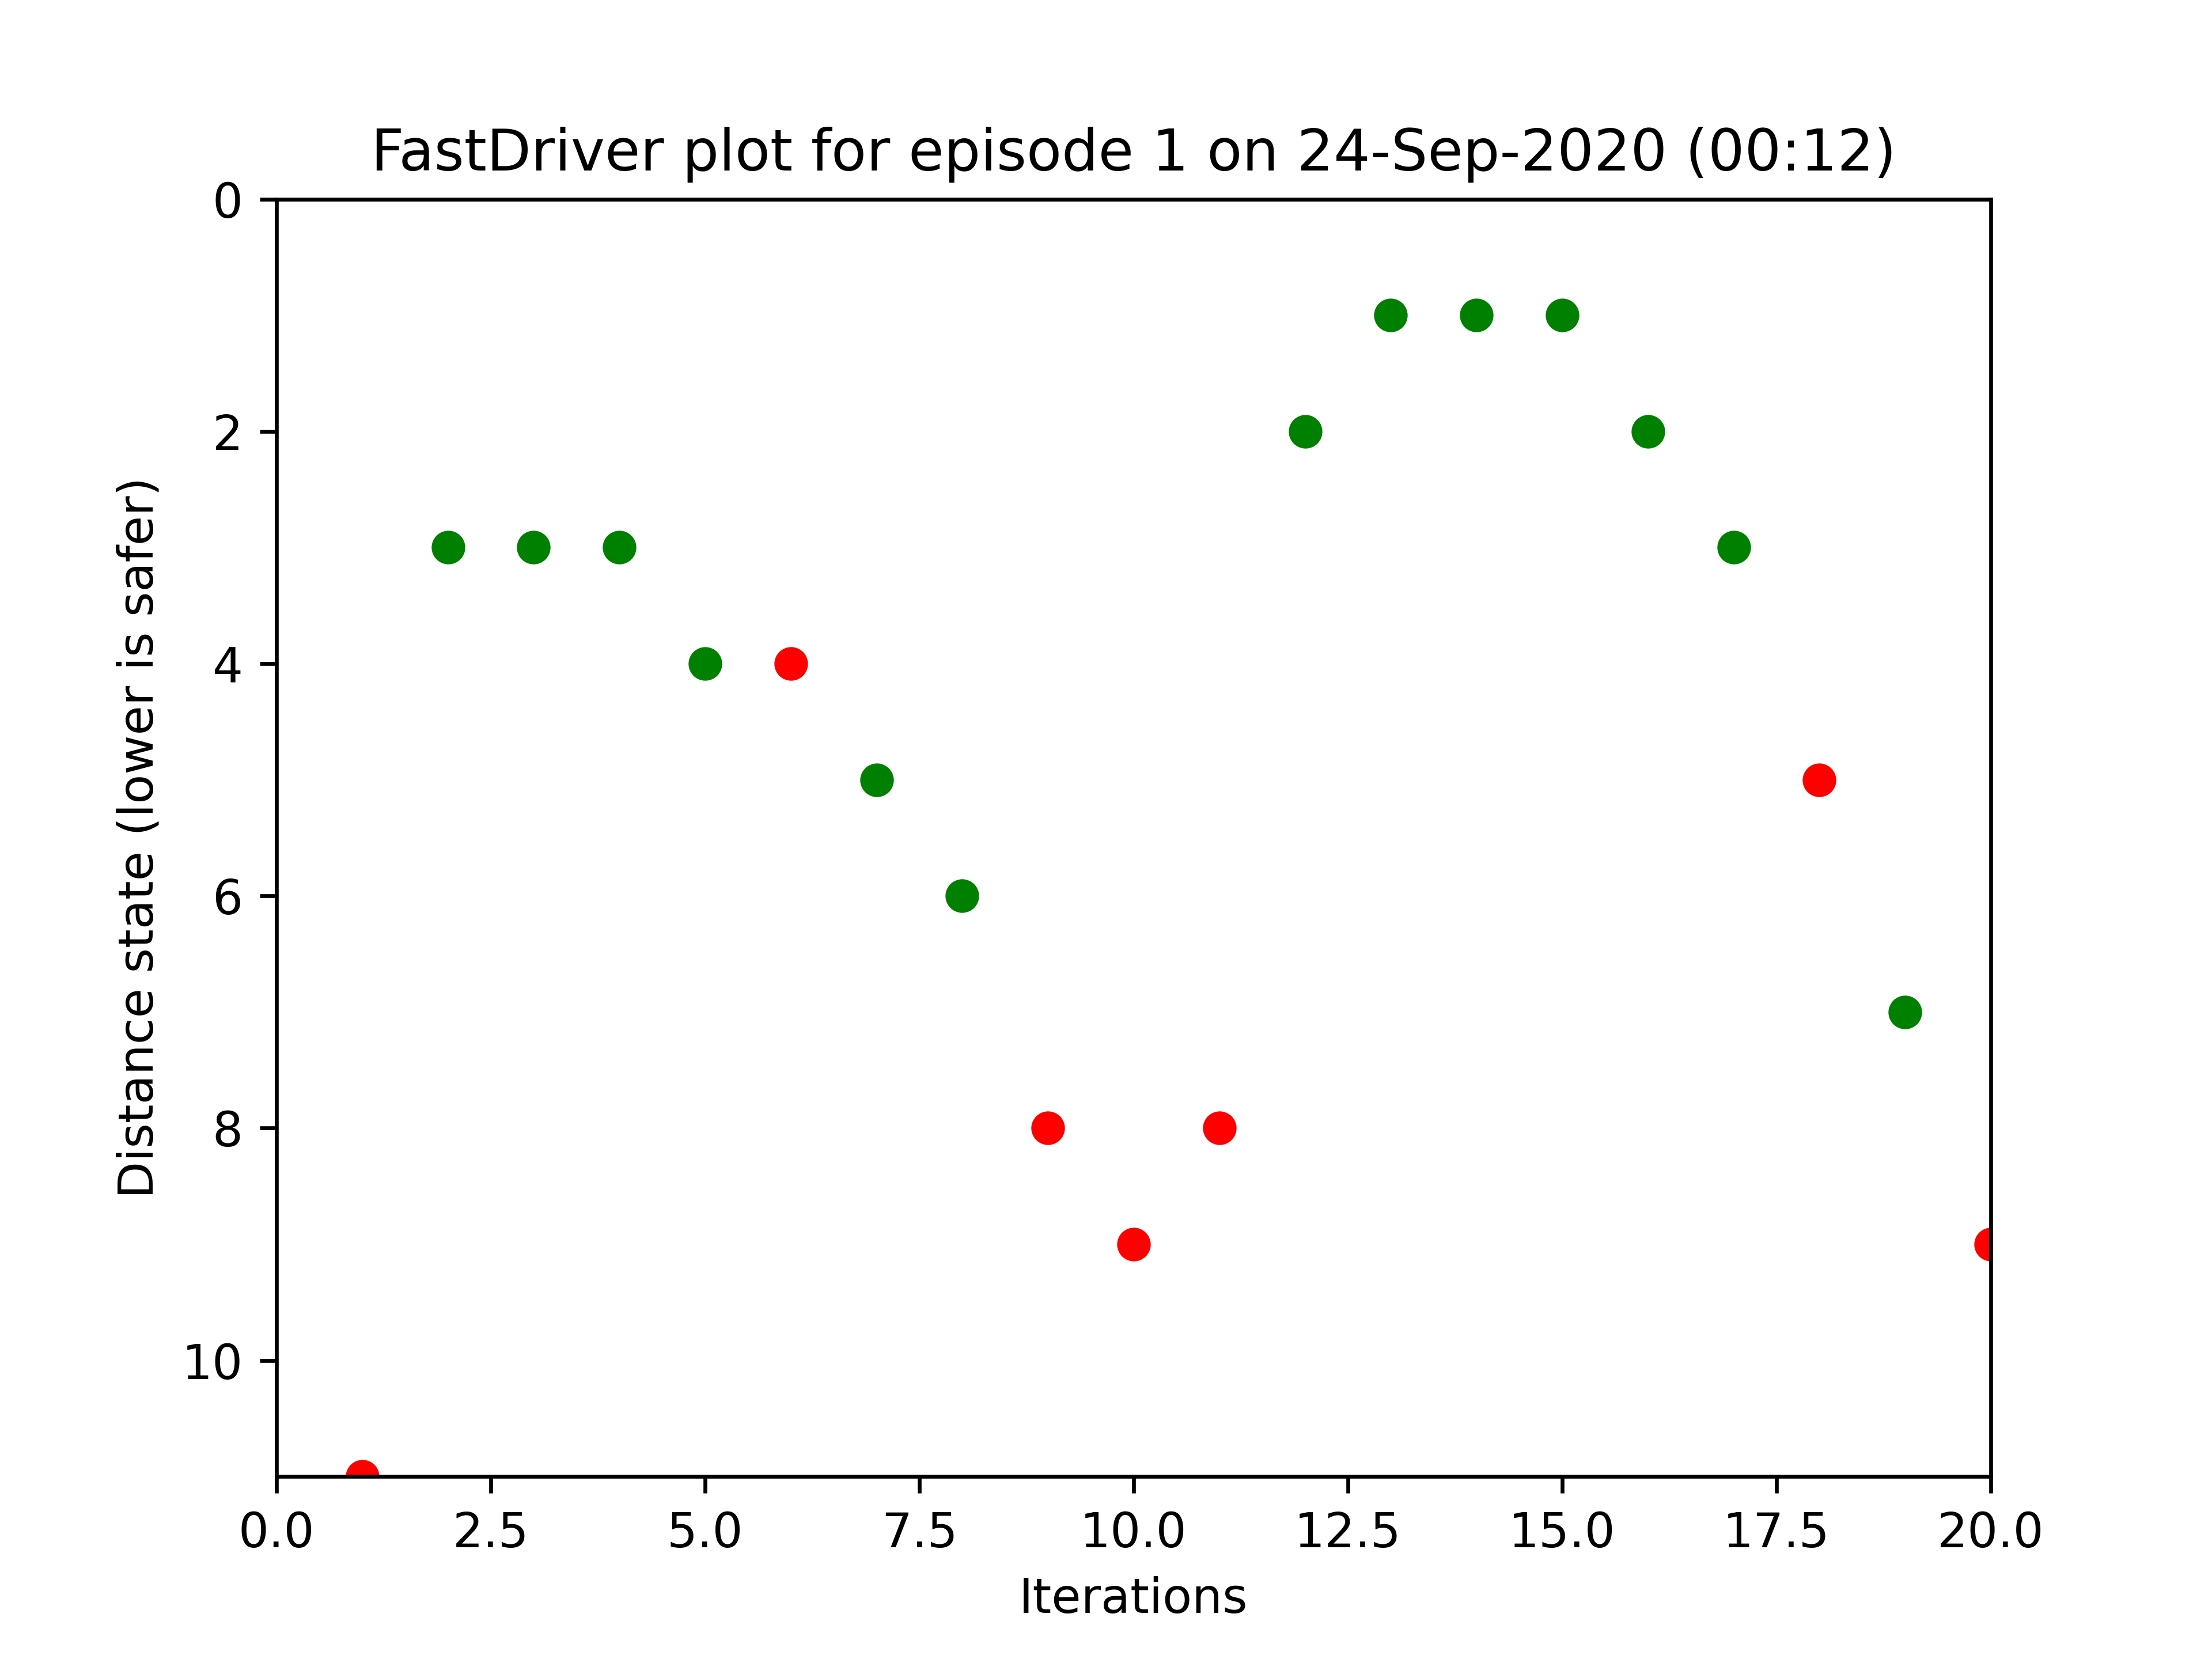 FastDriver plot for episode 1 on 24-Sep-2020 (00:12)
0
2
4
6
8
10
Distance state (lower is safer)
0.0 2.5 5.0 7.5 10.0 12.5 15.0 17.5 20.0
Iterations